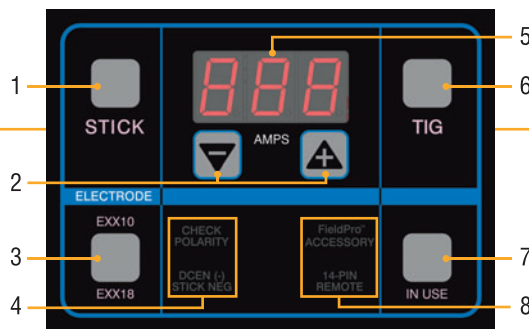 5
888
1
6
STICK
TIG
AMPS
2
ELECTRODE
EXX10
CHECK
POLARITY
FieldPro™
ACCESSORY
3
7
DCEN (-)
STICK NEG
14-PIN
REMOTE
EXX18
IN USE
4
8